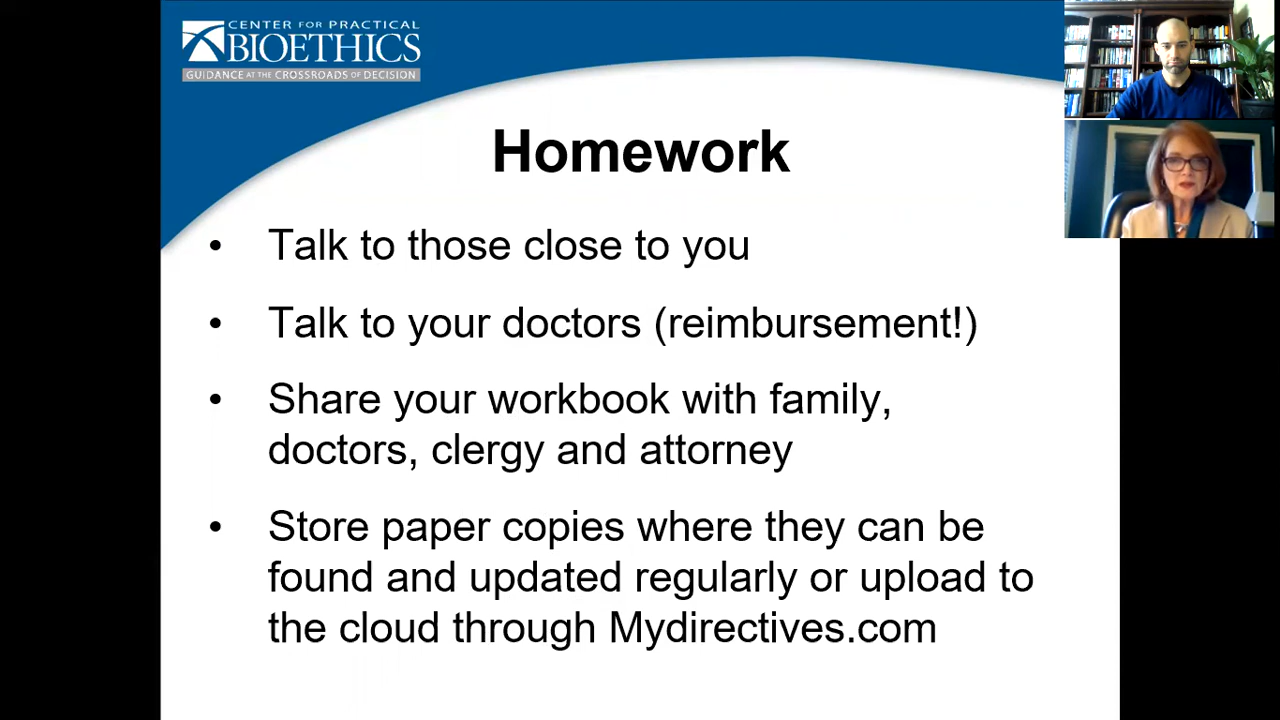 CENTER FOR PRACTICAL
BIOETHICS
GUIDANCE AT THE CROSSROADS OF DECISION
Homework
• Talk to those close to you
• Talk to your doctors (reimbursement!)
• Share your workbook with family,
doctors, clergy and attorney
• Store paper copies where they can be
found and updated regularly or upload to
the cloud through Mydirectives.com